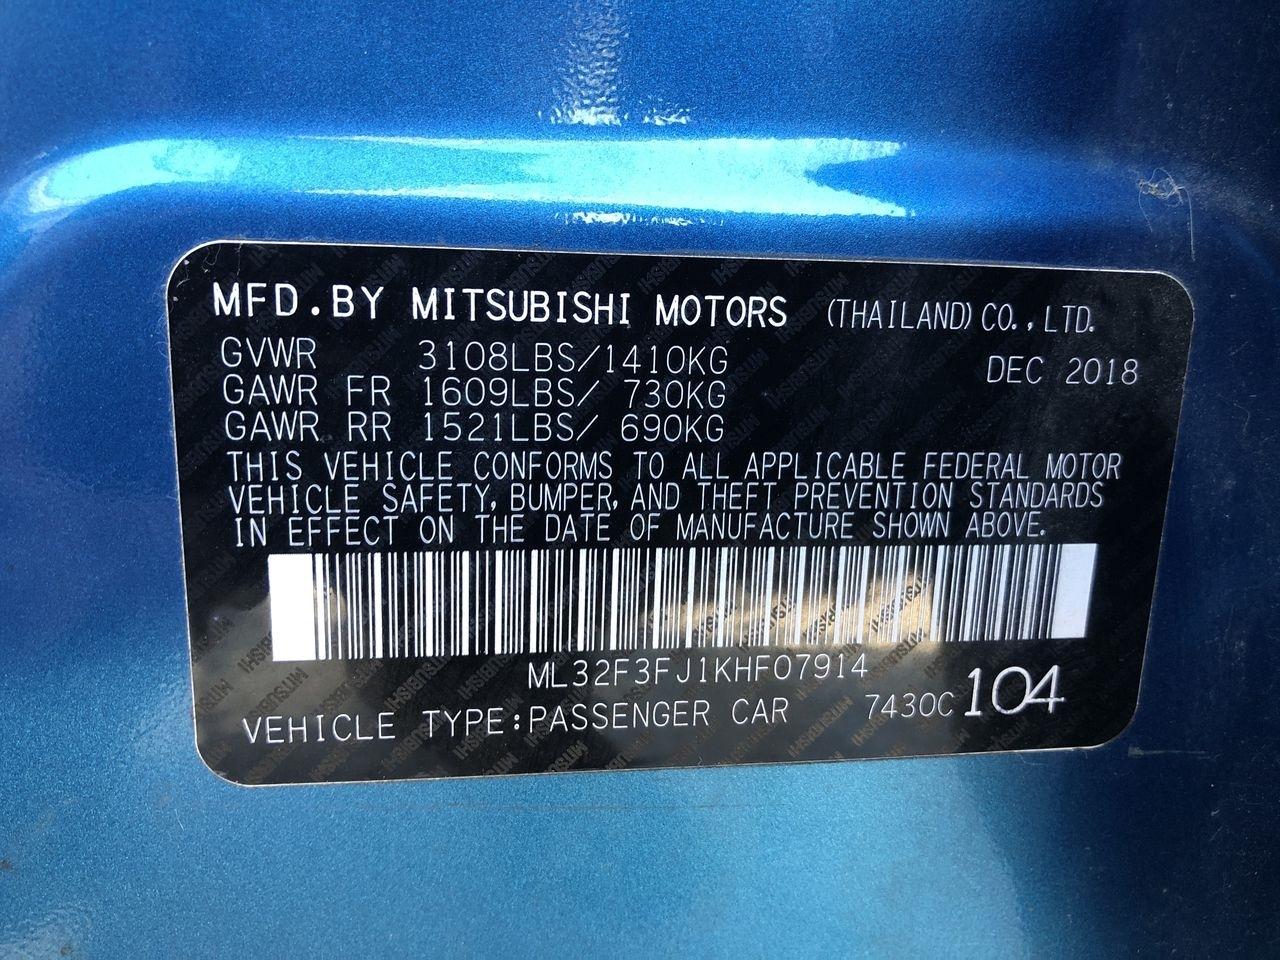 MFD.BY MITSUBISHI MOTORS (THAILAND) CO., LTD.
GVWR 3108LBS/1410KG DEC 2018
GAWR FR 1609LBS/ 730KG
GAWR RR 1521LBS/ 690KG
THIS VEHICLE CONFORMS TO ALL APPLICABLE FEDERAL MOTOR
VEHICLE SAFETY, BUMPER, AND THEFT PREVENTION STANDARDS
IN EFFECT ON THE DATE OF MANUFACTURE SHOWN ABOVE.
ML32F3FJ1KHF07914
VEHICLE TYPE:PASSENGER CAR 7430C 104